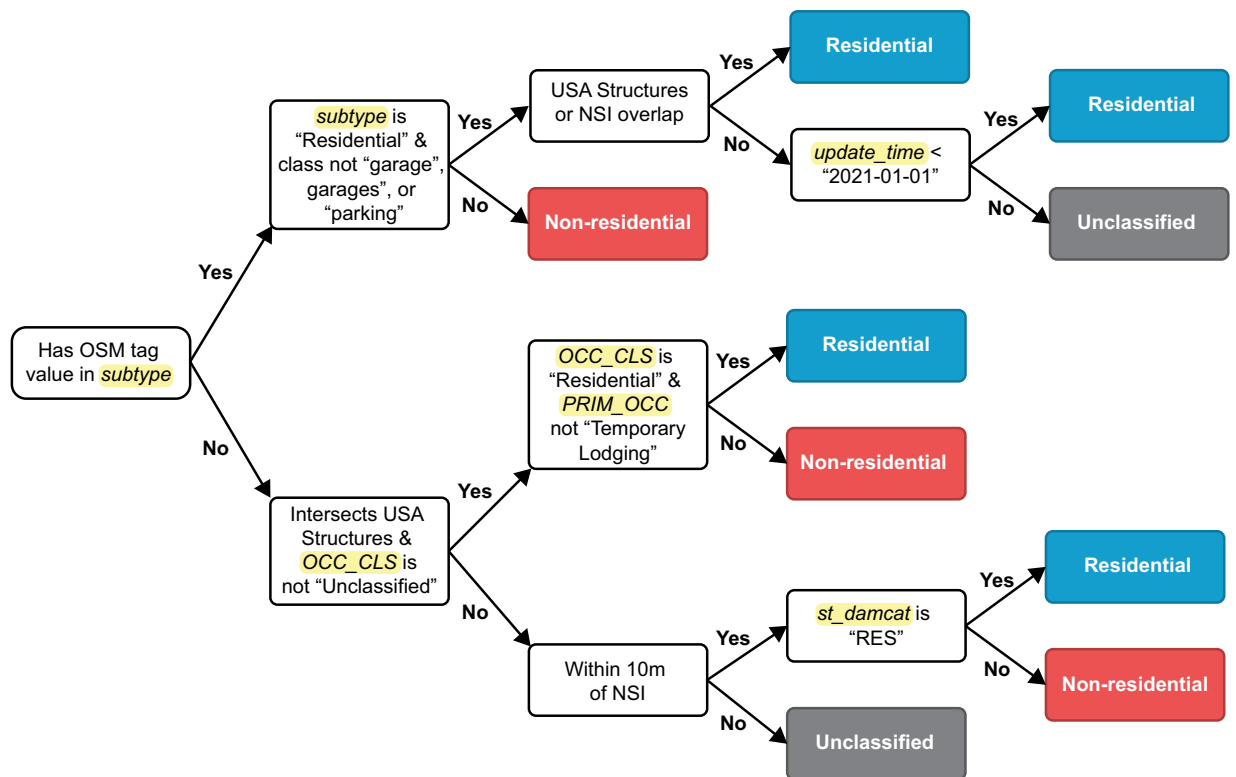 Has OSM tag
value in subtype
Yes
No
subtype is
“Residential” &
class not “garage”,
garages”, or
“parking”
Yes
No
USA Structures
or NSI overlap
Yes
No
Residential
update_time <
“2021-01-01”
Yes
No
Residential
Unclassified
Non-residential
Intersects USA
Structures &
OCC_CLS is
not “Unclassified”
Yes
No
OCC_CLS is
“Residential” &
PRIM_OCC
not “Temporary
Lodging”
Yes
No
Residential
Non-residential
Within 10m
of NSI
Yes
No
st_damcat is
“RES”
Yes
No
Residential
Non-residential
Unclassified